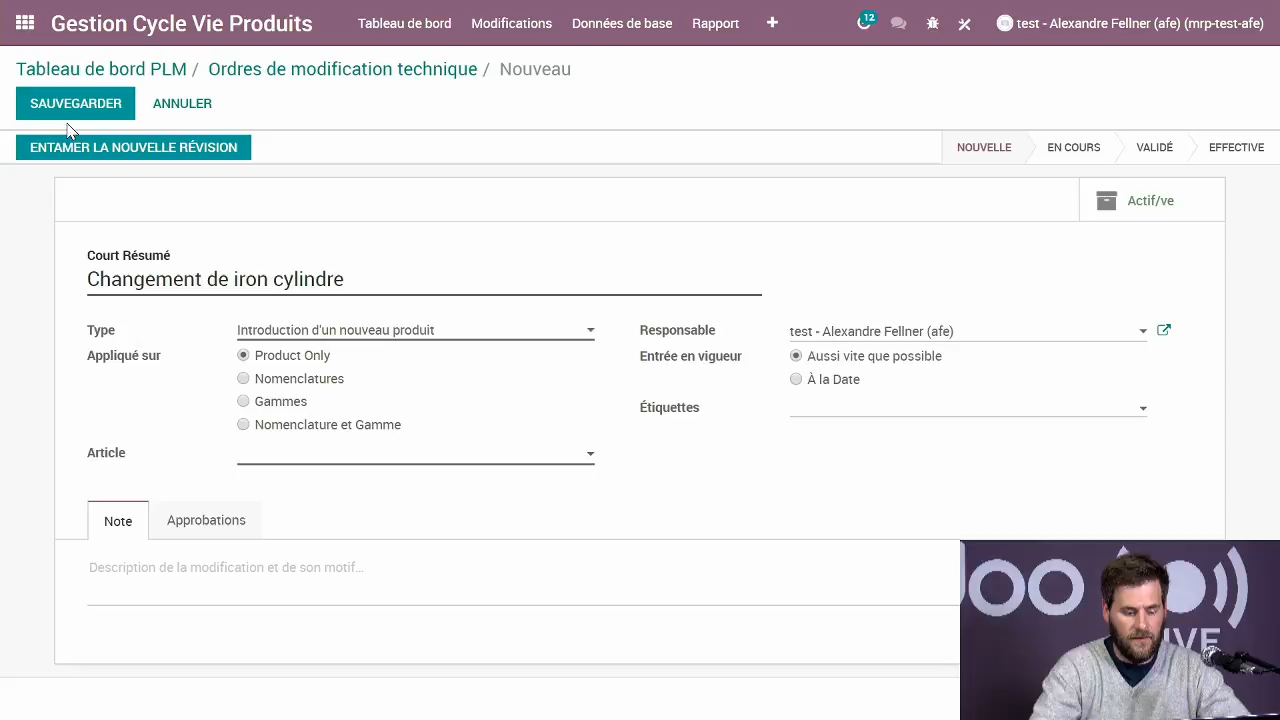 Gestion Cycle Vie Produits
Tableau de bord
Modifications
Données de base
Rapport
12
test - Alexandre Fellner (afe) (mrp-test-afe)
Tableau de bord PLM / Ordres de modification technique / Nouveau
SAUVEGARDER
ANNULER
ENTAMER LA NOUVELLE RÉVISION
NOUVELLE
EN COURS
VALIDÉ
EFFECTIVE
Actif/ve
Court Résumé
Changement de iron cylindre
Type
Introduction d'un nouveau produit
Responsable
test - Alexandre Fellner (afe)
Appliqué sur
Product Only
Nomenclatures
Gammes
Nomenclature et Gamme
Entrée en vigueur
Aussi vite que possible
À la Date
Étiquettes
Article
Note
Approbations
Description de la modification et de son motif...